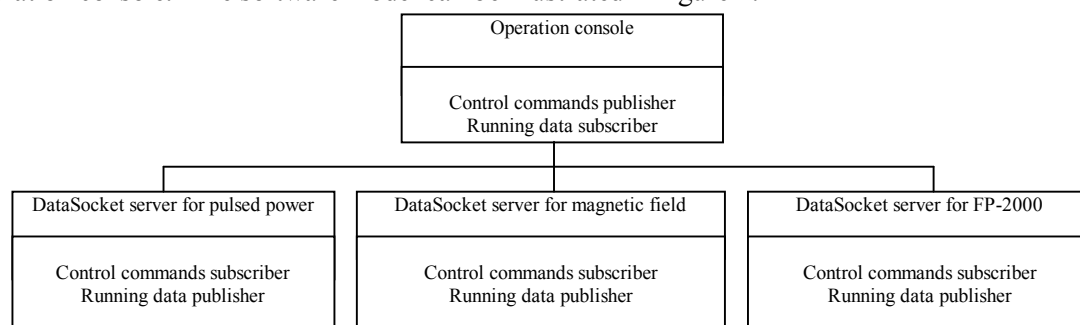 Operation console
Control commands publisher
Running data subscriber
DataSocket server for pulsed power
DataSocket server for magnetic field
DataSocket server for FP-2000
Control commands subscriber
Running data publisher
Control commands subscriber
Running data publisher
Control commands subscriber
Running data publisher